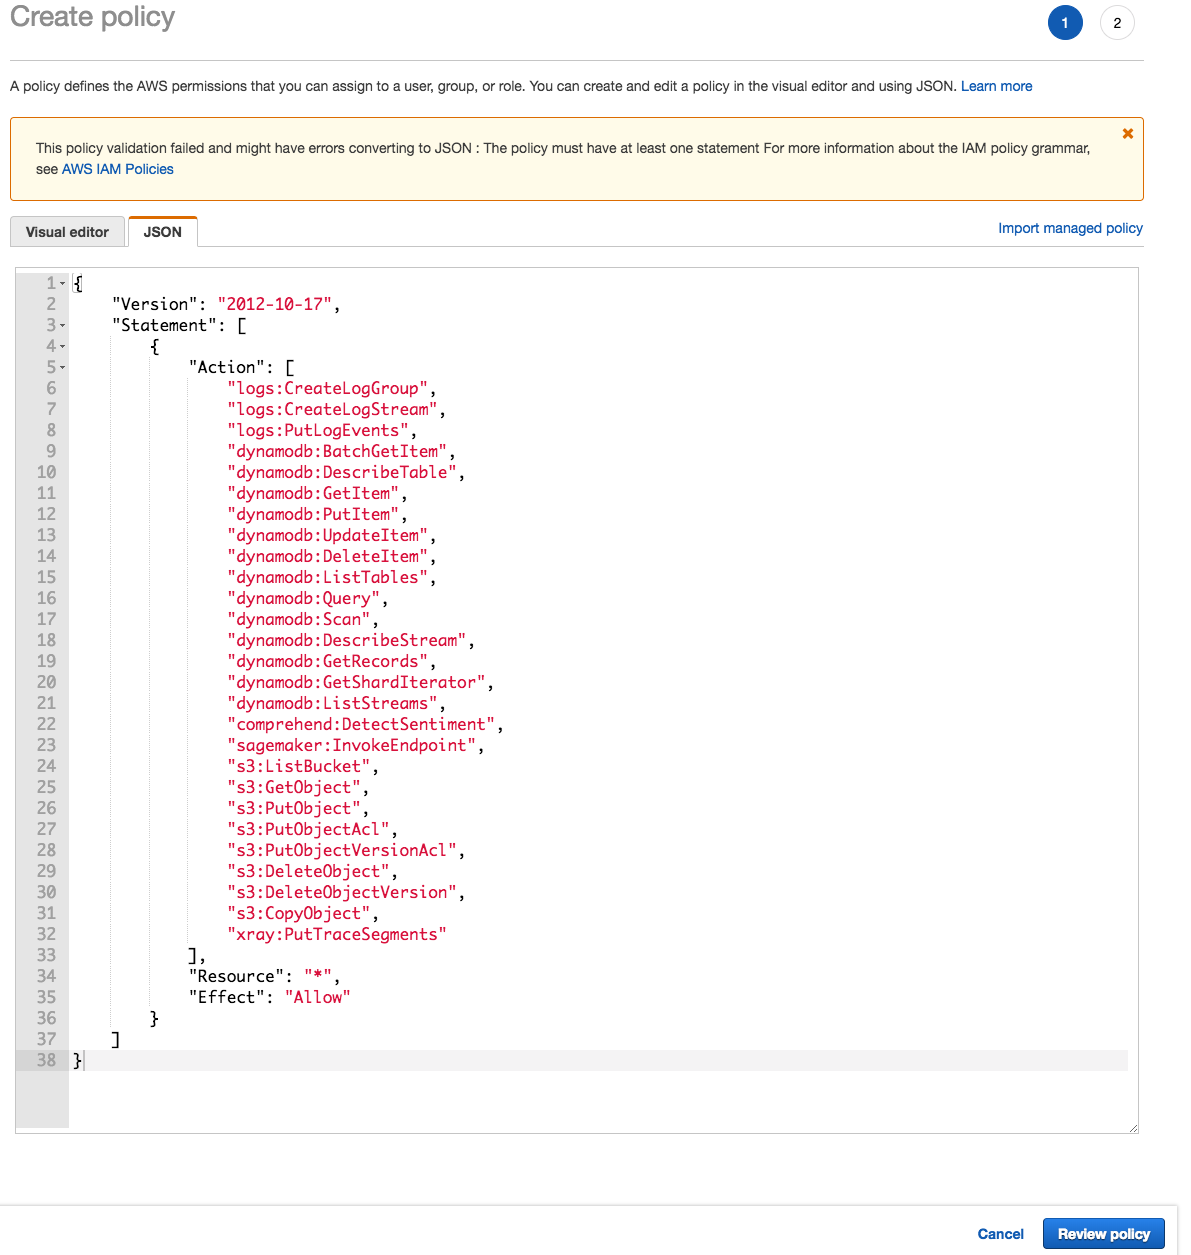 Create policy
1
2
A policy defines the AWS permissions that you can assign to a user, group, or role. You can create and edit a policy in the visual editor and using JSON. Learn more
This policy validation failed and might have errors converting to JSON : The policy must have at least one statement For more information about the IAM policy grammar,
see AWS IAM Policies
Visual editor
JSON
Import managed policy
1 {
2     "Version": "2012-10-17",
3     "Statement": [
4         {
5             "Action": [
6                 "logs:CreateLogGroup",
7                 "logs:CreateLogStream",
8                 "logs:PutLogEvents",
9                 "dynamodb:BatchGetItem",
10                 "dynamodb:DescribeTable",
11                 "dynamodb:GetItem",
12                 "dynamodb:PutItem",
13                 "dynamodb:UpdateItem",
14                 "dynamodb:DeleteItem",
15                 "dynamodb:ListTables",
16                 "dynamodb:Query",
17                 "dynamodb:Scan",
18                 "dynamodb:DescribeStream",
19                 "dynamodb:GetRecords",
20                 "dynamodb:GetShardIterator",
21                 "dynamodb:ListStreams",
22                 "comprehend:DetectSentiment",
23                 "sagemaker:InvokeEndpoint",
24                 "s3:ListBucket",
25                 "s3:GetObject",
26                 "s3:PutObject",
27                 "s3:PutObjectAcl",
28                 "s3:PutObjectVersionAcl",
29                 "s3:DeleteObject",
30                 "s3:DeleteObjectVersion",
31                 "s3:CopyObject",
32                 "xray:PutTraceSegments"
33             ],
34             "Resource": "*",
35             "Effect": "Allow"
36         }
37     ]
38 }
Cancel
Review policy